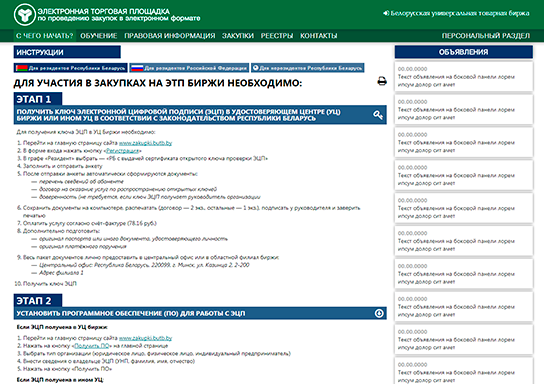 ЭЛЕКТРОННАЯ ТОРГОВАЯ ПЛОЩАДКА
по проведению закупок в электронном формате
Белорусская универсальная товарная биржа
С ЧЕГО НАЧАТЬ? ОБУЧЕНИЕ ПРАВОВАЯ ИНФОРМАЦИЯ ЗАКУПКИ РЕЕСТРЫ КОНТАКТЫ ПЕРСОНАЛЬНЫЙ РАЗДЕЛ
ИНСТРУКЦИИ
Для резидентов Республики Беларусь
Для резидентов Российской Федерации
Для нерезидентов Республики Беларусь
ДЛЯ УЧАСТИЯ В ЗАКУПКАХ НА ЭТП БИРЖИ НЕОБХОДИМО:
ЭТАП 1
ПОЛУЧИТЬ КЛЮЧ ЭЛЕКТРОННОЙ ЦИФРОВОЙ ПОДПИСИ (ЭЦП) В УДОСТОВЕРЯЮЩЕМ ЦЕНТРЕ (УЦ)
БИРЖИ ИЛИ ИНОМ УЦ В СООТВЕТСТВИИ С ЗАКОНОДАТЕЛЬСТВОМ РЕСПУБЛИКИ БЕЛАРУСЬ
Для получения ключа ЭЦП в УЦ Биржи необходимо:
1. Перейти на главную страницу сайта www.zakupki.butb.by
2. В форме входа нажать кнопку «Регистрация»
3. В графе «Резидент» выбрать — «РБ с выдачей сертификата открытого ключа проверки ЭЦП»
4. Заполнить и отправить анкету
5. После отправки анкеты автоматически сформируются документы:
— перечень сведений об абоненте
— договор на оказание услуг по распространению открытых ключей
— доверенность (не требуется, если ключ ЭЦП получает руководитель организации)
6. Сохранить документы на компьютере, распечатать (договор — 2 экз., остальные — 1 экз.), подписать у руководителя и заверить
печатью
7. Оплатить услугу согласно счёт-фактуре (78.16 руб.)
8. Дополнительно подготовить:
— оригинал паспорта или иного документа, удостоверяющего личность
— оригинал платёжного поручения
9. Весь пакет документов лично предоставить в центральный офис или в областной филиал биржи:
— Центральный офис: Республика Беларусь, 220099, г. Минск, ул. Казинца, 2, 2-200
— Адрес филиала 1
10. Получить ключ ЭЦП
ЭТАП 2
УСТАНОВИТЬ ПРОГРАММНОЕ ОБЕСПЕЧЕНИЕ (ПО) ДЛЯ РАБОТЫ С ЭЦП
Если ЭЦП получена в УЦ Биржи:
1. Перейти на главную страницу сайта www.zakupki.butb.by
2. Нажать на кнопку «Получить ПО» на главной странице
3. Выбрать тип организации (юридическое лицо, физическое лицо, индивидуальный предприниматель)
4. Ввести сведения о владельце ЭЦП (УНП, фамилия, имя, отчество)
5. Нажать на кнопку «Получить ПО»
Если ЭЦП получена в ином УЦ:
ОБЪЯВЛЕНИЯ
00.00.0000
Текст объявления на боковой панели лорем
ипсум долор сит амет
00.00.0000
Текст объявления на боковой панели лорем
ипсум долор сит амет
00.00.0000
Текст объявления на боковой панели лорем
ипсум долор сит амет
00.00.0000
Текст объявления на боковой панели лорем
ипсум долор сит амет
00.00.0000
Текст объявления на боковой панели лорем
ипсум долор сит амет
00.00.0000
Текст объявления на боковой панели лорем
ипсум долор сит амет
00.00.0000
Текст объявления на боковой панели лорем
ипсум долор сит амет
00.00.0000
Текст объявления на боковой панели лорем
ипсум долор сит амет
00.00.0000
Текст объявления на боковой панели лорем
ипсум долор сит амет
00.00.0000
Текст объявления на боковой панели лорем
ипсум долор сит амет